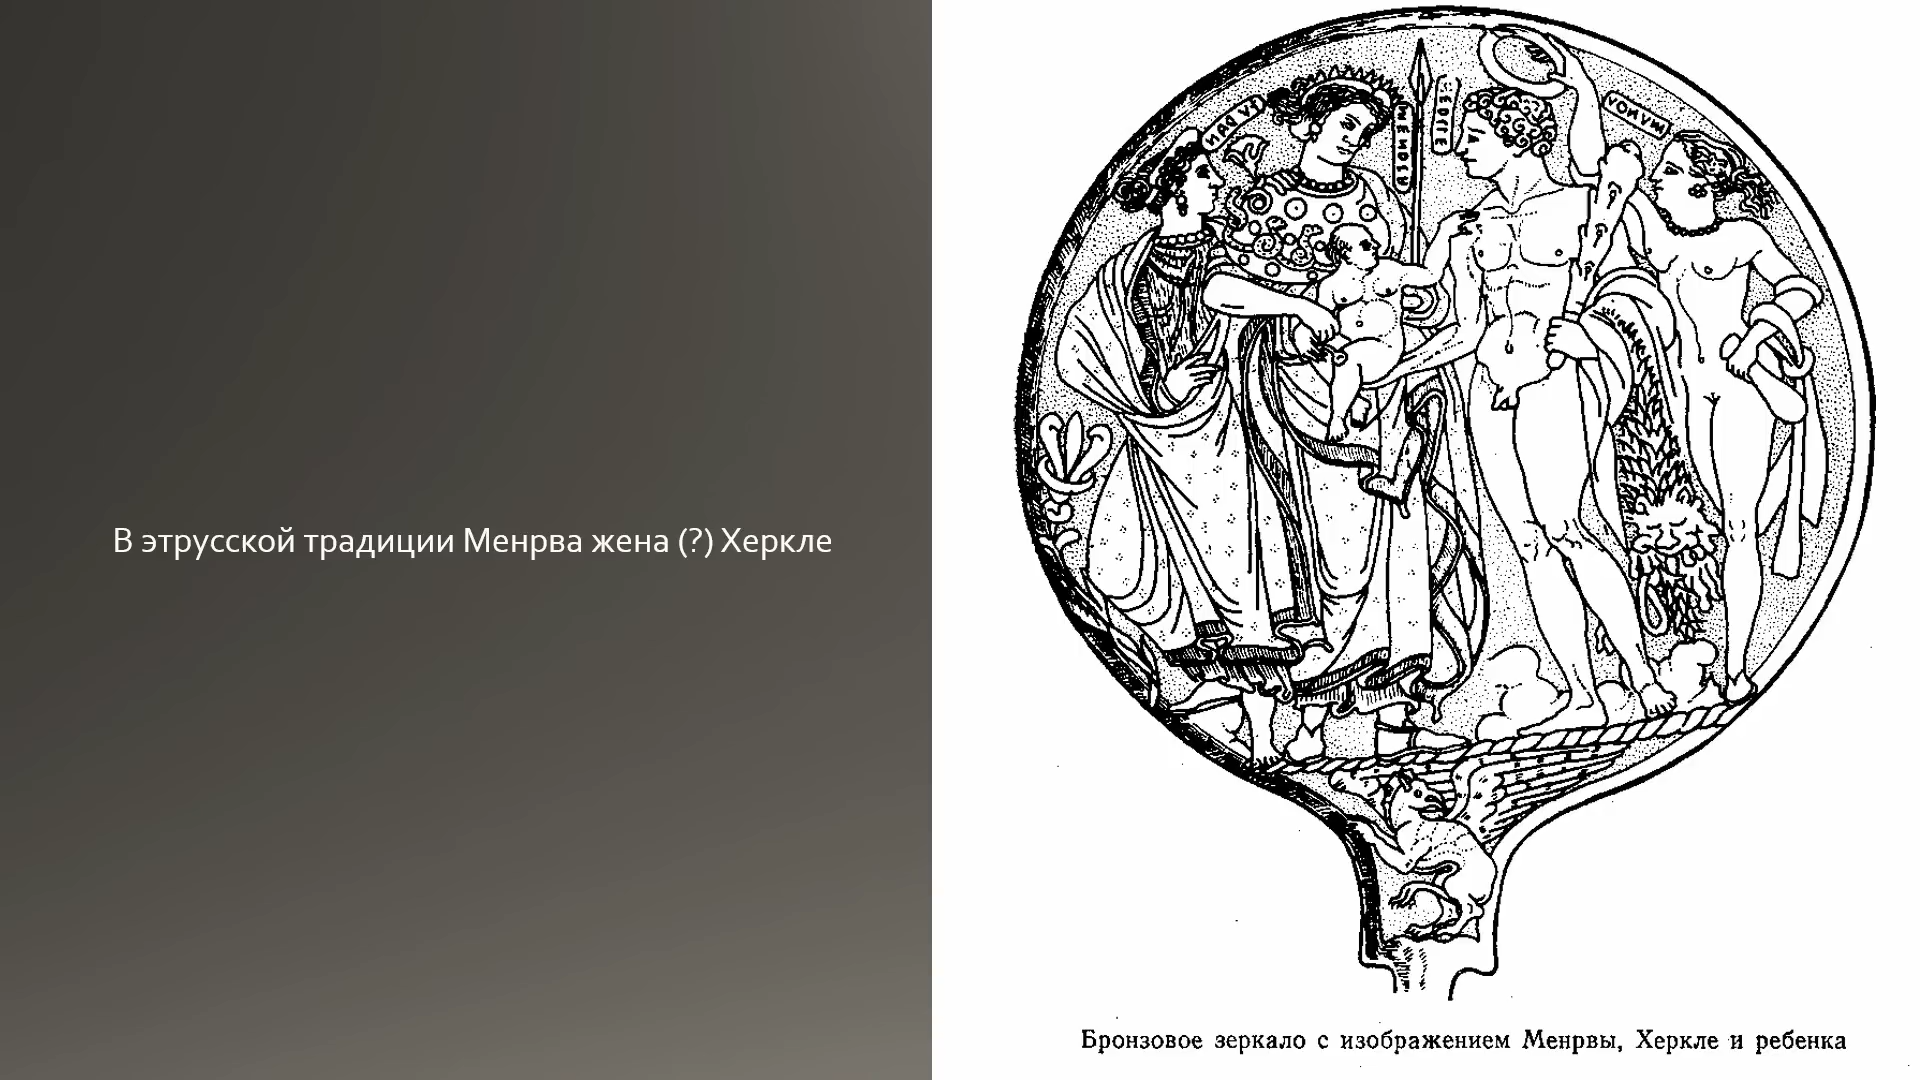 В этрусской традиции Менрва жена (?) Херкле
Бронзовое зеркало с изображением Менрвы, Херкле и ребенка